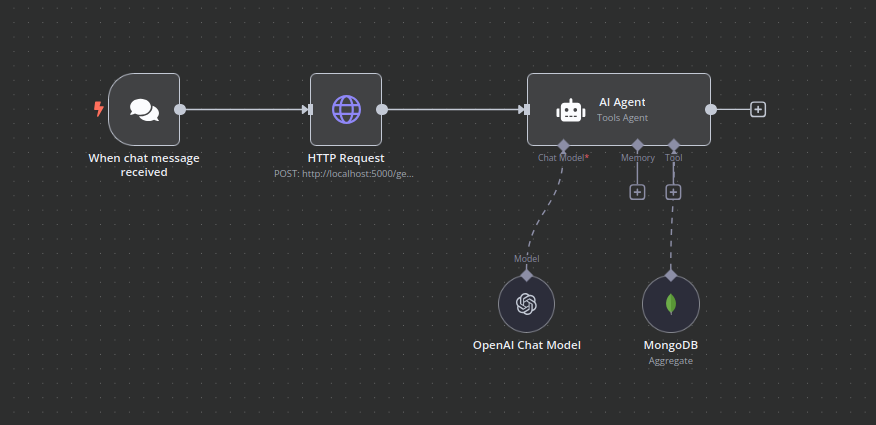 When chat message
received
HTTP Request
POST: http://localhost:5000/ge...
AI Agent
Tools Agent
Chat Model*
Memory
Tool
Model
OpenAI Chat Model
MongoDB
Aggregate